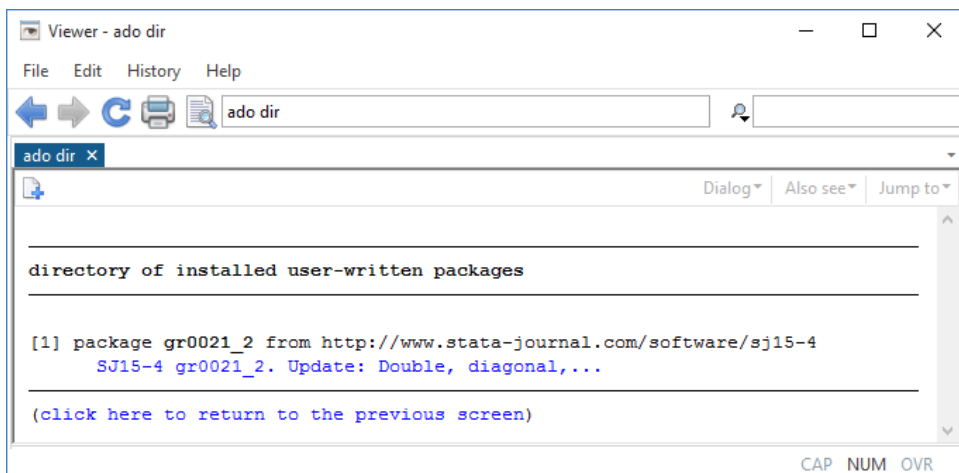 Viewer - ado dir
File Edit History Help
ado dir
ado dir
Dialog Also see Jump to
directory of installed user-written packages
[1] package gr0021_2 from http://www.stata-journal.com/software/sj15-4
SJ15-4 gr0021_2. Update: Double, diagonal,...
(click here to return to the previous screen)
CAP NUM OVR